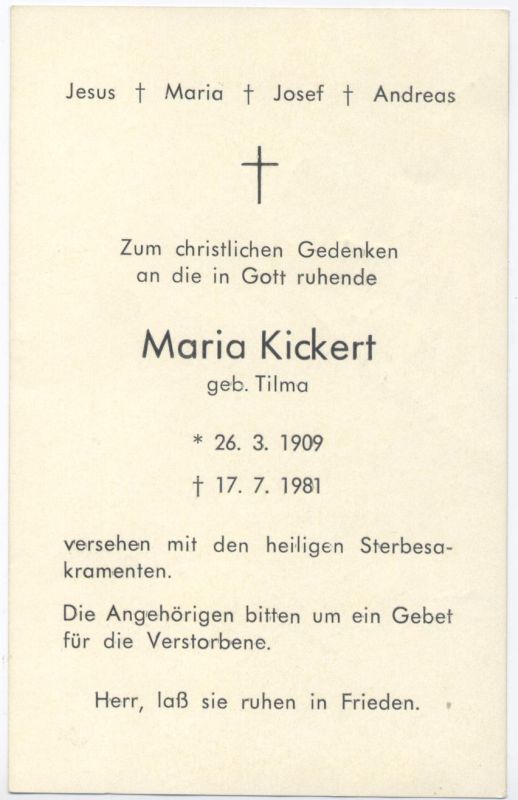 Jesus † Maria † Josef † Andreas
Zum christlichen Gedenken
an die in Gott ruhende
Maria Kickert
geb. Tilma
* 26. 3. 1909
† 17. 7. 1981
versehen mit den heiligen Sterbesa-
kramenten.
Die Angehörigen bitten um ein Gebet
für die Verstorbene.
Herr, laß sie ruhen in Frieden.